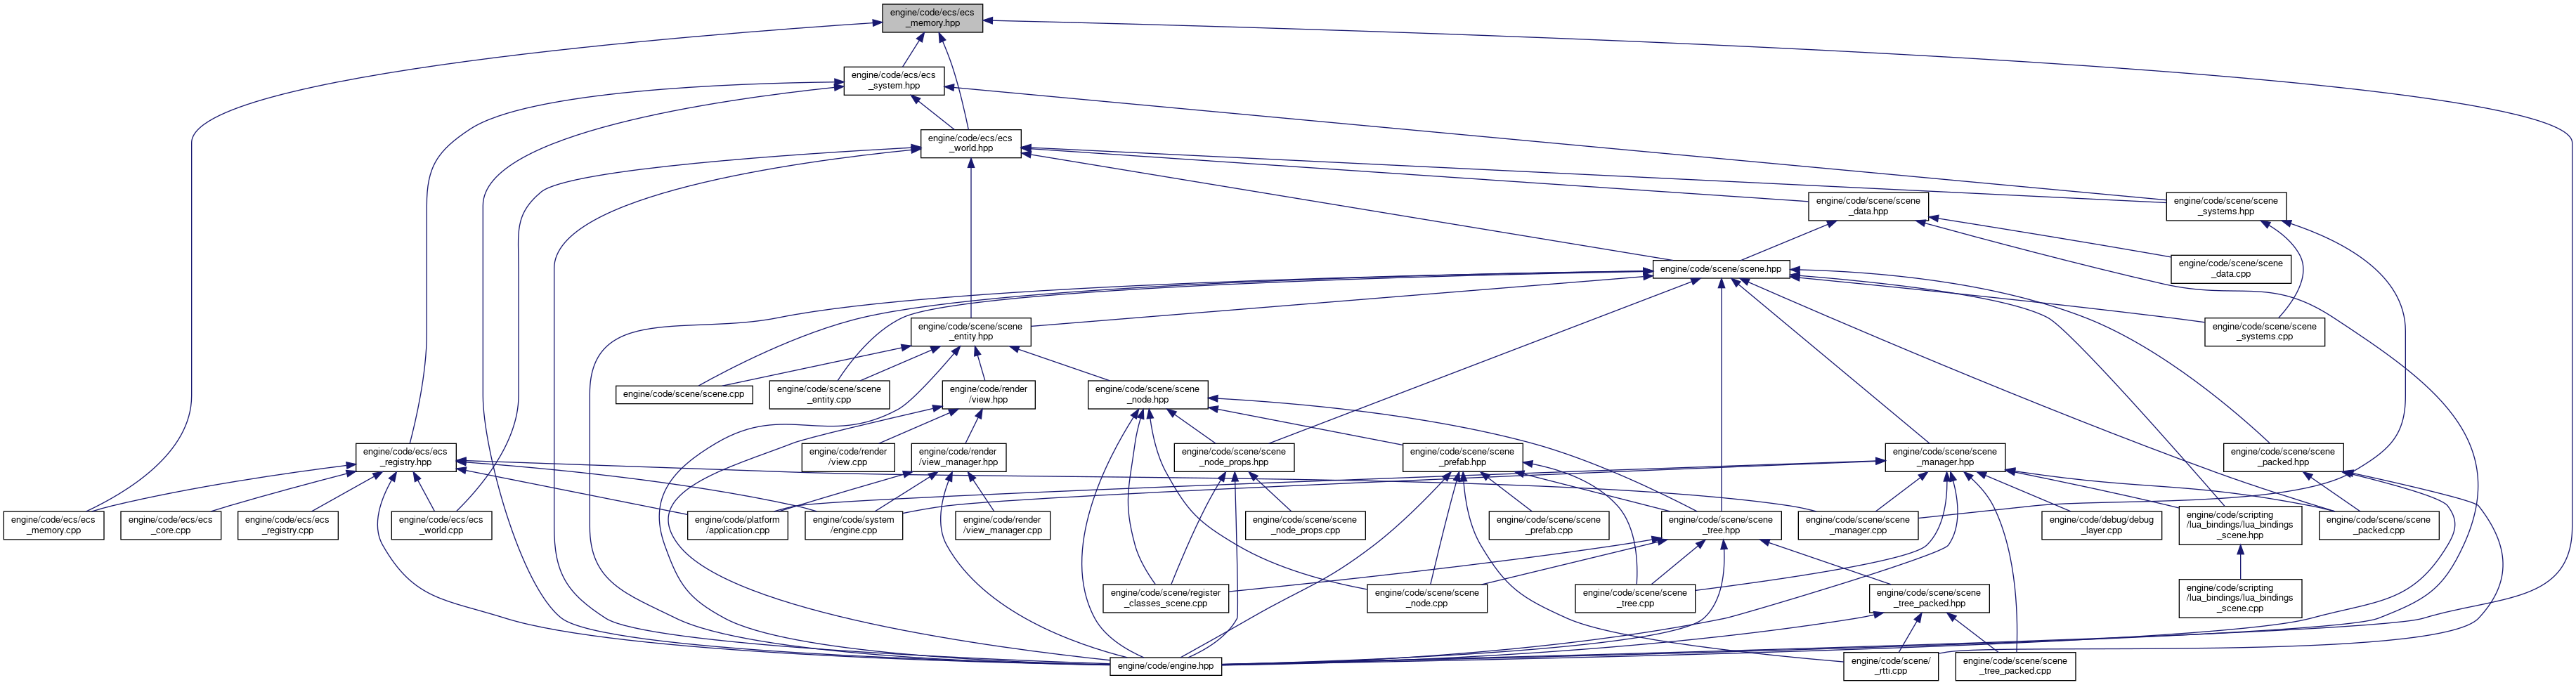 engine/code/ecs/ecs
_memory.hpp
engine/code/ecs/ecs
_system.hpp
engine/code/ecs/ecs
_world.hpp
engine/code/scene/scene
_data.hpp
engine/code/scene/scene
_systems.hpp
engine/code/scene/scene.hpp
engine/code/scene/scene
_data.cpp
engine/code/scene/scene
_entity.hpp
engine/code/scene/scene
_systems.cpp
engine/code/scene/scene.cpp
engine/code/scene/scene
_entity.cpp
engine/code/render
/view.hpp
engine/code/scene/scene
_node.hpp
engine/code/ecs/ecs
_registry.hpp
engine/code/render
/view.cpp
engine/code/render
/view_manager.hpp
engine/code/scene/scene
_node_props.hpp
engine/code/scene/scene
_prefab.hpp
engine/code/scene/scene
_manager.hpp
engine/code/scene/scene
_packed.hpp
engine/code/ecs/ecs
_memory.cpp
engine/code/ecs/ecs
_core.cpp
engine/code/ecs/ecs
_registry.cpp
engine/code/ecs/ecs
_world.cpp
engine/code/platform
/application.cpp
engine/code/system
/engine.cpp
engine/code/render
/view_manager.cpp
engine/code/scene/scene
_node_props.cpp
engine/code/scene/scene
_prefab.cpp
engine/code/scene/scene
_tree.hpp
engine/code/scene/scene
_manager.cpp
engine/code/debug/debug
_layer.cpp
engine/code/scripting
/lua_bindings/lua_bindings
_scene.hpp
engine/code/scene/scene
_packed.cpp
engine/code/scene/register
_classes_scene.cpp
engine/code/scene/scene
_node.cpp
engine/code/scene/scene
_tree.cpp
engine/code/scene/scene
_tree_packed.hpp
engine/code/scripting
/lua_bindings/lua_bindings
_scene.cpp
engine/code/engine.hpp
engine/code/scene/
_rtti.cpp
engine/code/scene/scene
_tree_packed.cpp